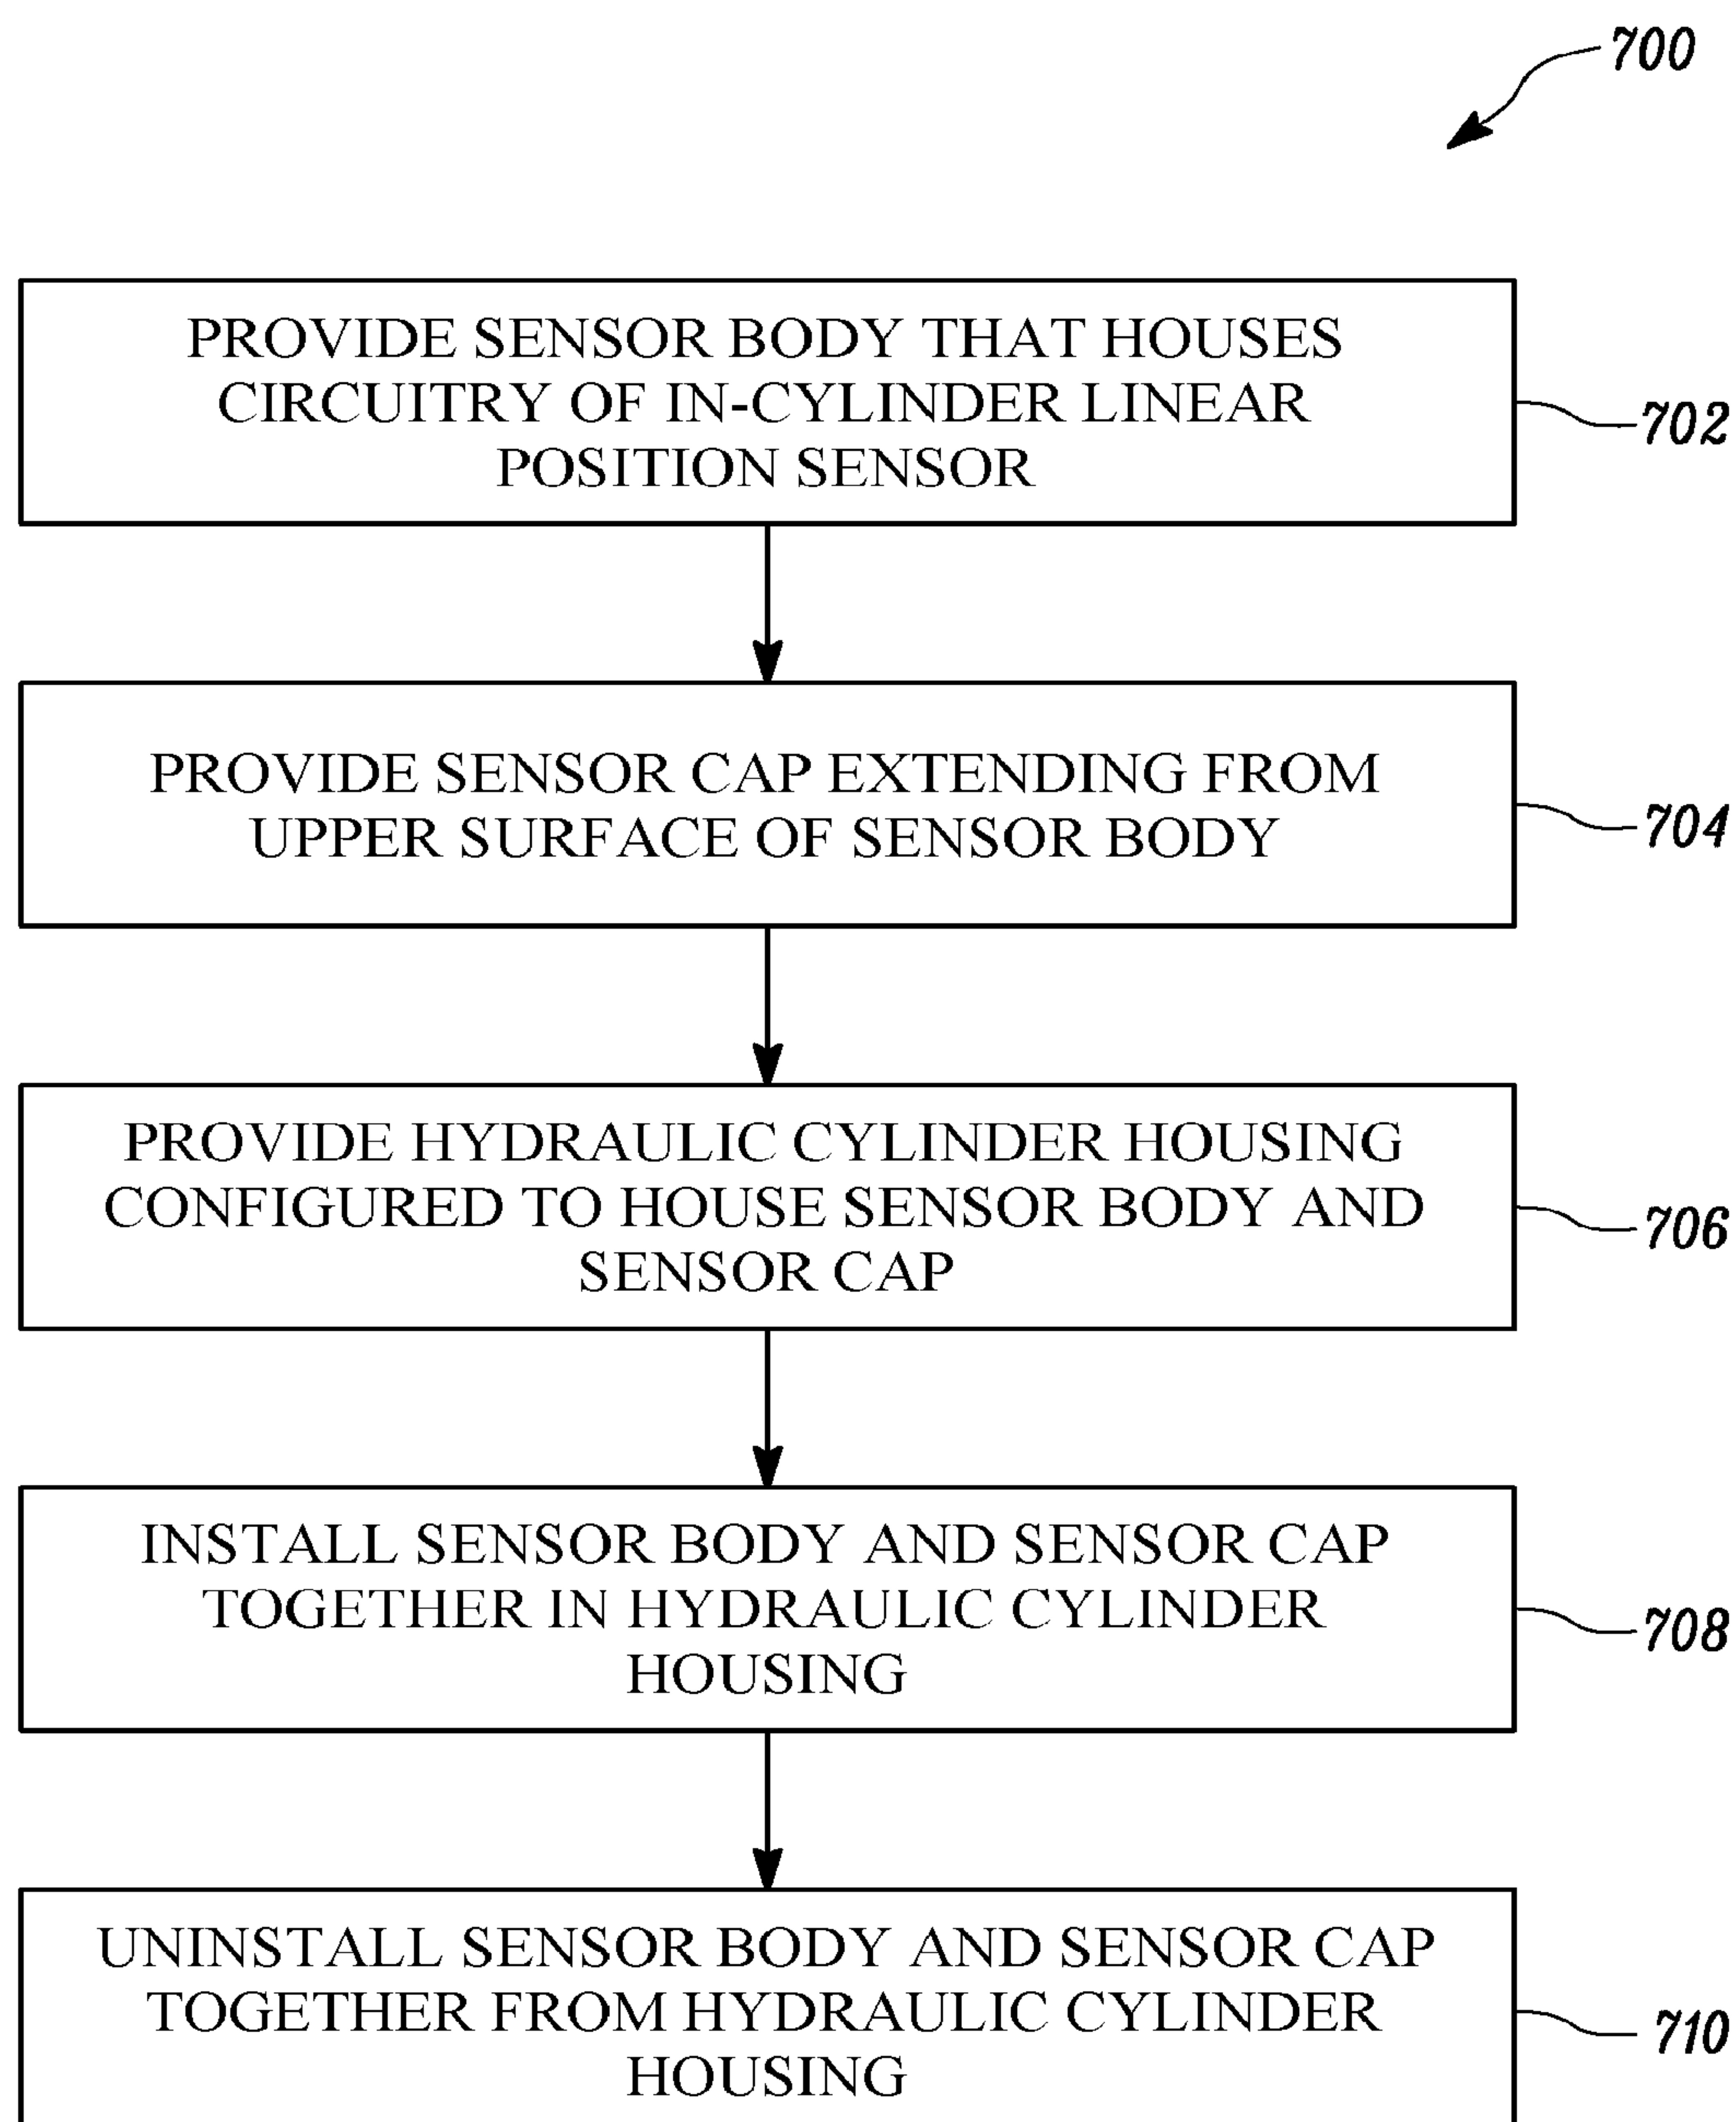 700
PROVIDE SENSOR BODY THAT HOUSES
CIRCUITRY OF IN-CYLINDER LINEAR
POSITION SENSOR
702
PROVIDE SENSOR CAP EXTENDING FROM
UPPER SURFACE OF SENSOR BODY
704
PROVIDE HYDRAULIC CYLINDER HOUSING
CONFIGURED TO HOUSE SENSOR BODY AND
SENSOR CAP
706
INSTALL SENSOR BODY AND SENSOR CAP
TOGETHER IN HYDRAULIC CYLINDER
HOUSING
708
UNINSTALL SENSOR BODY AND SENSOR CAP
TOGETHER FROM HYDRAULIC CYLINDER
HOUSING
710